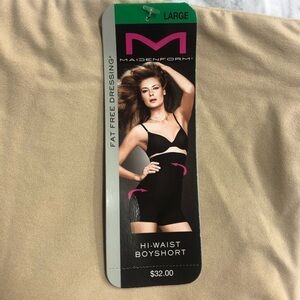 LARGE
M
MAIDENFORM®
FAT FREE DRESSING®
HI-WAIST
BOYSHORT
$32.00